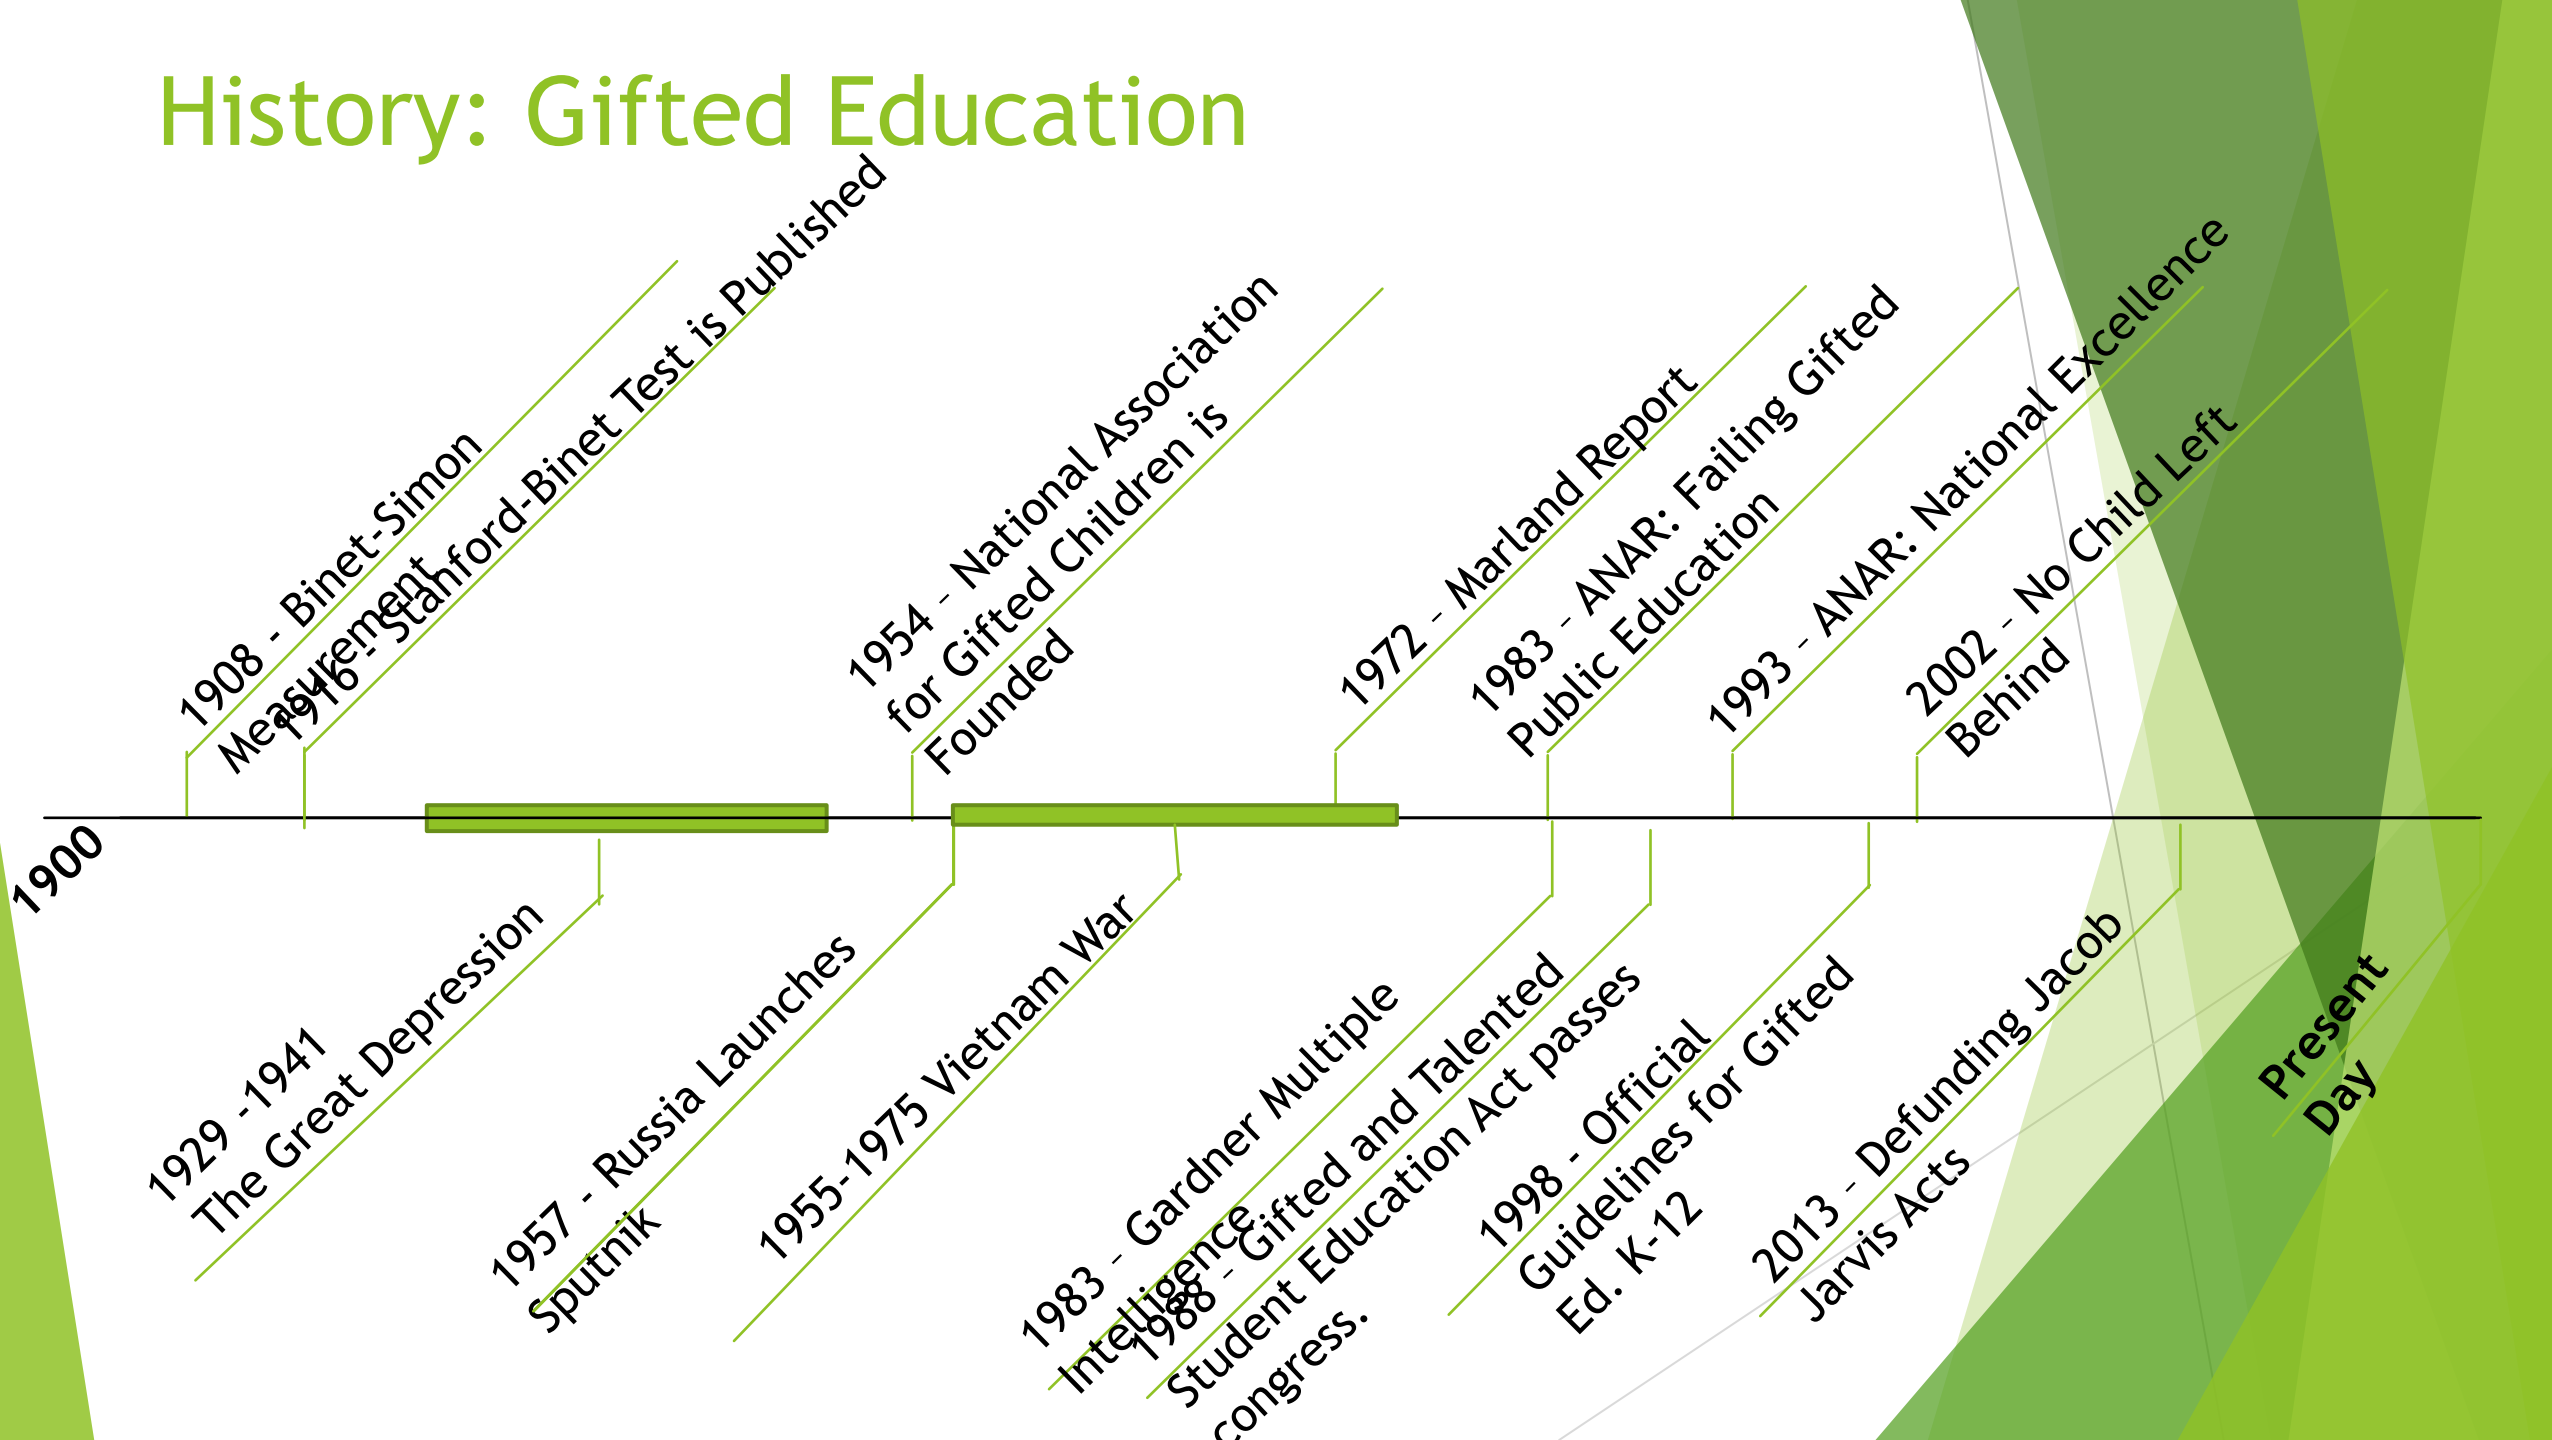 History: Gifted Education
1908 - Binet-Simon
Measurement
1916 - Stanford-Binet Test is Published
1954 – National Association
for Gifted Children is
Founded
1972 – Marland Report
1983 – ANAR: Failing Gifted
Public Education
1993 – ANAR: National Excellence
2002 – No Child Left
Behind
1900
1929 -1941
The Great Depression
1957 - Russia Launches
Sputnik
1955-1975 Vietnam War
1983 – Gardner Multiple
Intelligence
1988 – Gifted and Talented
Student Education Act passes
congress.
1998 - Official
Guidelines for Gifted
Ed. K-12
2013 – Defunding Jacob
Jarvis Acts
Present
Day